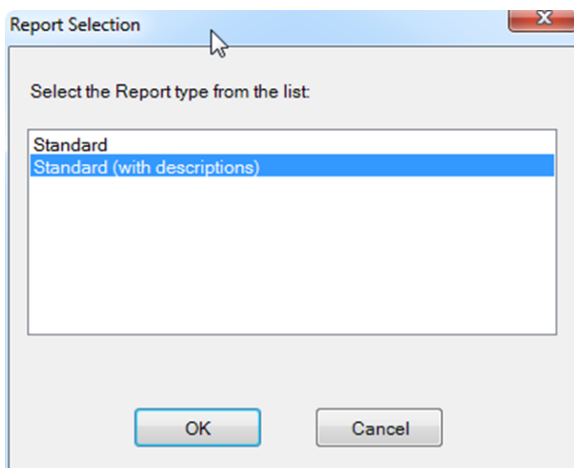 Report Selection
Select the Report type from the list:
Standard
Standard (with descriptions)
OK
Cancel